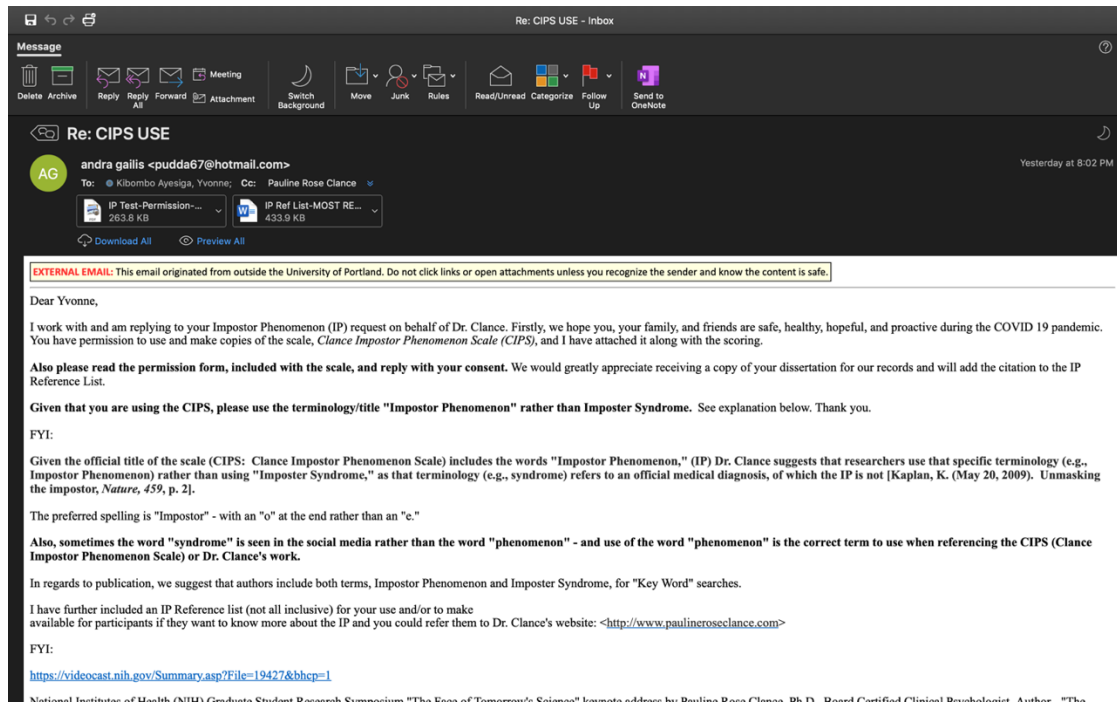 Re: CIPS USE - Inbox
Message
Delete Archive Reply Reply All Forward Meeting Attachment Switch Background Move Junk Rules Read/Unread Categorize Follow Up Send to OneNote
Re: CIPS USE
AG
andra gailis <pudda67@hotmail.com>
Yesterday at 8:02 PM
To: Kibombo Ayesiga, Yvonne; Cc: Pauline Rose Clance
IP Test-Permission-... IP Ref List-MOST RE...
263.8 KB 433.9 KB
Download All Preview All
EXTERNAL EMAIL: This email originated from outside the University of Portland. Do not click links or open attachments unless you recognize the sender and know the content is safe.
Dear Yvonne,
I work with and am replying to your Impostor Phenomenon (IP) request on behalf of Dr. Clance. Firstly, we hope you, your family, and friends are safe, healthy, hopeful, and proactive during the COVID 19 pandemic.
You have permission to use and make copies of the scale, Clance Impostor Phenomenon Scale (CIPS), and I have attached it along with the scoring.
Also please read the permission form, included with the scale, and reply with your consent. We would greatly appreciate receiving a copy of your dissertation for our records and will add the citation to the IP
Reference List.
Given that you are using the CIPS, please use the terminology/title "Impostor Phenomenon" rather than Imposter Syndrome. See explanation below. Thank you.
FYI:
Given the official title of the scale (CIPS: Clance Impostor Phenomenon Scale) includes the words "Impostor Phenomenon," (IP) Dr. Clance suggests that researchers use that specific terminology (e.g.,
Impostor Phenomenon) rather than using "Imposter Syndrome," as that terminology (e.g., syndrome) refers to an official medical diagnosis, of which the IP is not [Kaplan, K. (May 20, 2009). Unmasking
the impostor, Nature, 459, p. 2].
The preferred spelling is "Impostor" - with an "o" at the end rather than an "e."
Also, sometimes the word "syndrome" is seen in the social media rather than the word "phenomenon" - and use of the word "phenomenon" is the correct term to use when referencing the CIPS (Clance
Impostor Phenomenon Scale) or Dr. Clance's work.
In regards to publication, we suggest that authors include both terms, Impostor Phenomenon and Imposter Syndrome, for "Key Word" searches.
I have further included an IP Reference list (not all inclusive) for your use and/or to make
available for participants if they want to know more about the IP and you could refer them to Dr. Clance's website: <http://www.paulineroseclance.com>
FYI:
https://videocast.nih.gov/Summary.asp?File=19427&bhcp=1
National Institutes of Health (NIH) Graduate Student Research Symposium "The Face of Tomorrow's Science" keynote address by Pauline Rose Clance, Ph.D., Board Certified Clinical Psychologist, Author - "The